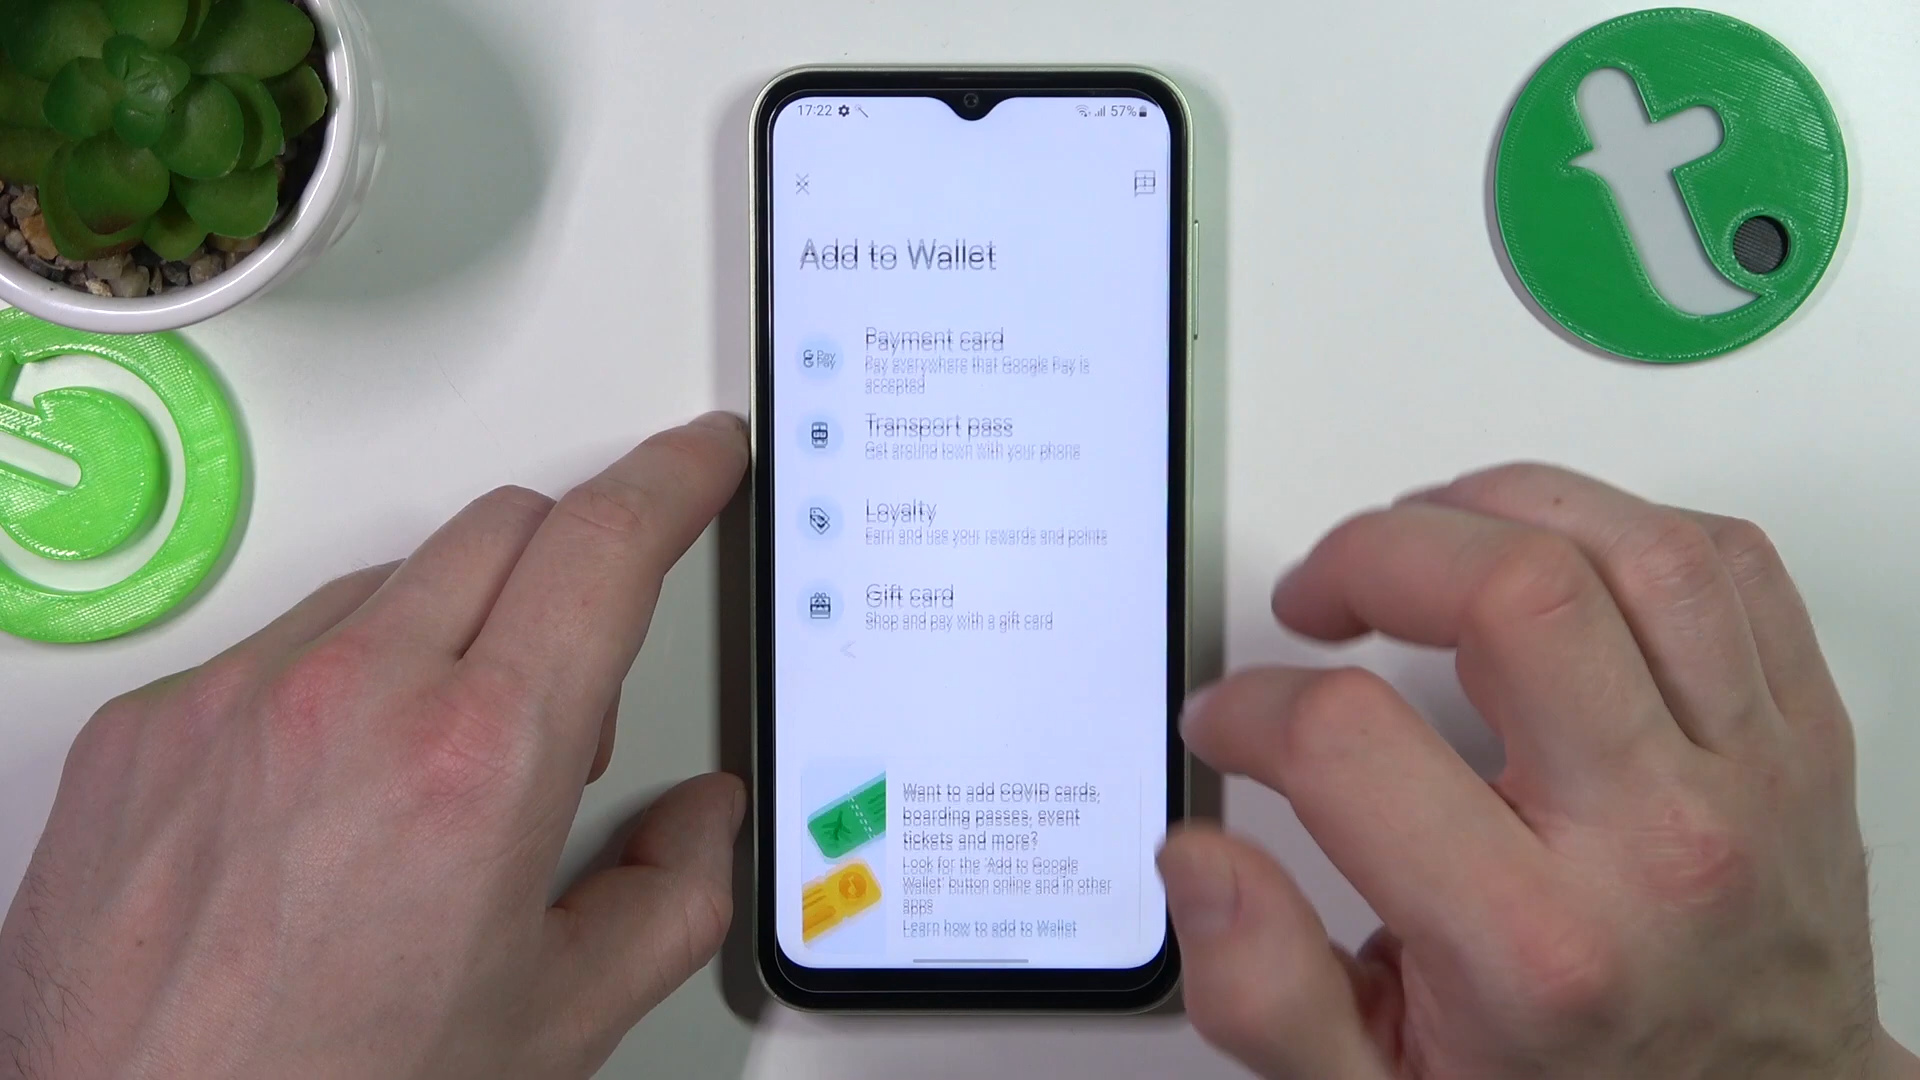 17:22
57%
Add to Wallet
G Pay
Payment card
Pay everywhere that Google Pay is
accepted
Transport pass
Get around town with your phone
Loyalty
Earn and use your rewards and points
Gift card
Shop and pay with a gift card
Want to add COVID cards,
boarding passes, event
tickets and more?
Look for the 'Add to Google
Wallet' button online and in other
apps
Learn how to add to Wallet